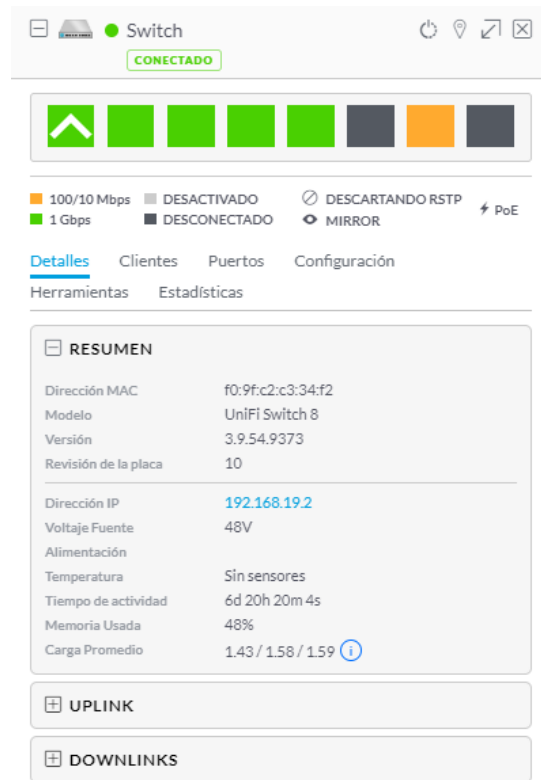 Switch
CONECTADO
100/10 Mbps DESACTIVADO DESCARTANDO RSTP PoE
1 Gbps DESCONECTADO MIRROR
Detalles Clientes Puertos Configuración
Herramientas Estadísticas
RESUMEN
Dirección MAC f0:9f:c2:c3:34:f2
Modelo UniFi Switch 8
Versión 3.9.54.9373
Revisión de la placa 10
Dirección IP 192.168.19.2
Voltaje Fuente 48V
Alimentación
Temperatura Sin sensores
Tiempo de actividad 6d 20h 20m 4s
Memoria Usada 48%
Carga Promedio 1.43 / 1.58 / 1.59
UPLINK
DOWNLINKS